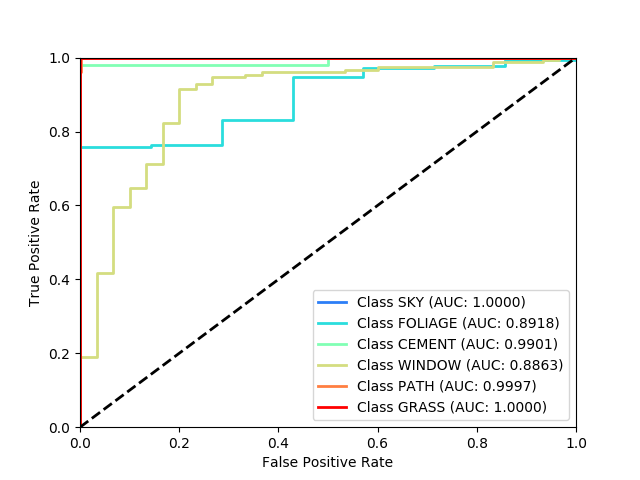 1.0
0.8
0.6
0.4
0.2
0.0
True Positive Rate
Class SKY (AUC: 1.0000)
Class FOLIAGE (AUC: 0.8918)
Class CEMENT (AUC: 0.9901)
Class WINDOW (AUC: 0.8863)
Class PATH (AUC: 0.9997)
Class GRASS (AUC: 1.0000)
0.0 0.2 0.4 0.6 0.8 1.0
False Positive Rate